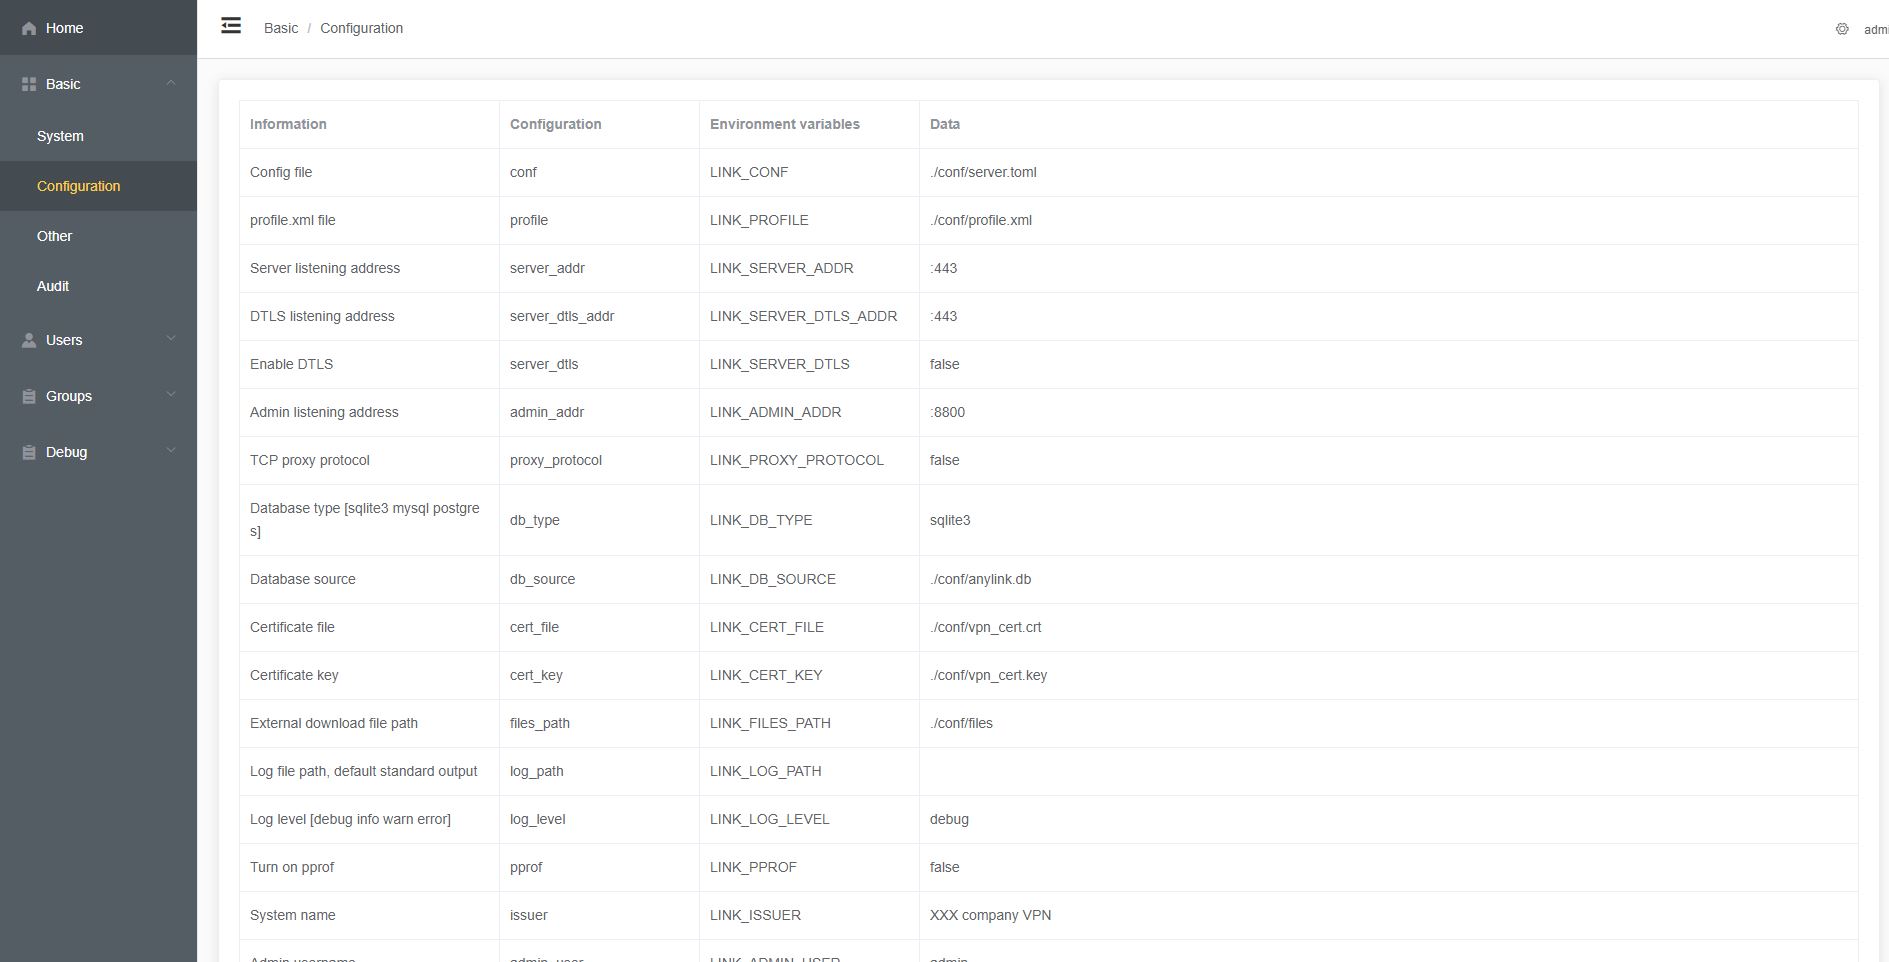 Home
Basic
System
Configuration
Other
Audit
Users
Groups
Debug
Basic / Configuration
Information Configuration Environment variables Data
Config file conf LINK_CONF ./conf/server.toml
profile.xml file profile LINK_PROFILE ./conf/profile.xml
Server listening address server_addr LINK_SERVER_ADDR :443
DTLS listening address server_dtls_addr LINK_SERVER_DTLS_ADDR :443
Enable DTLS server_dtls LINK_SERVER_DTLS false
Admin listening address admin_addr LINK_ADMIN_ADDR :8800
TCP proxy protocol proxy_protocol LINK_PROXY_PROTOCOL false
Database type [sqlite3 mysql postgre
s] db_type LINK_DB_TYPE sqlite3
Database source db_source LINK_DB_SOURCE ./conf/anylink.db
Certificate file cert_file LINK_CERT_FILE ./conf/vpn_cert.crt
Certificate key cert_key LINK_CERT_KEY ./conf/vpn_cert.key
External download file path files_path LINK_FILES_PATH ./conf/files
Log file path, default standard output log_path LINK_LOG_PATH
Log level [debug info warn error] log_level LINK_LOG_LEVEL debug
Turn on pprof pprof LINK_PPROF false
System name issuer LINK_ISSUER XXX company VPN
Admin username admin_user LINK_ADMIN_USER admin